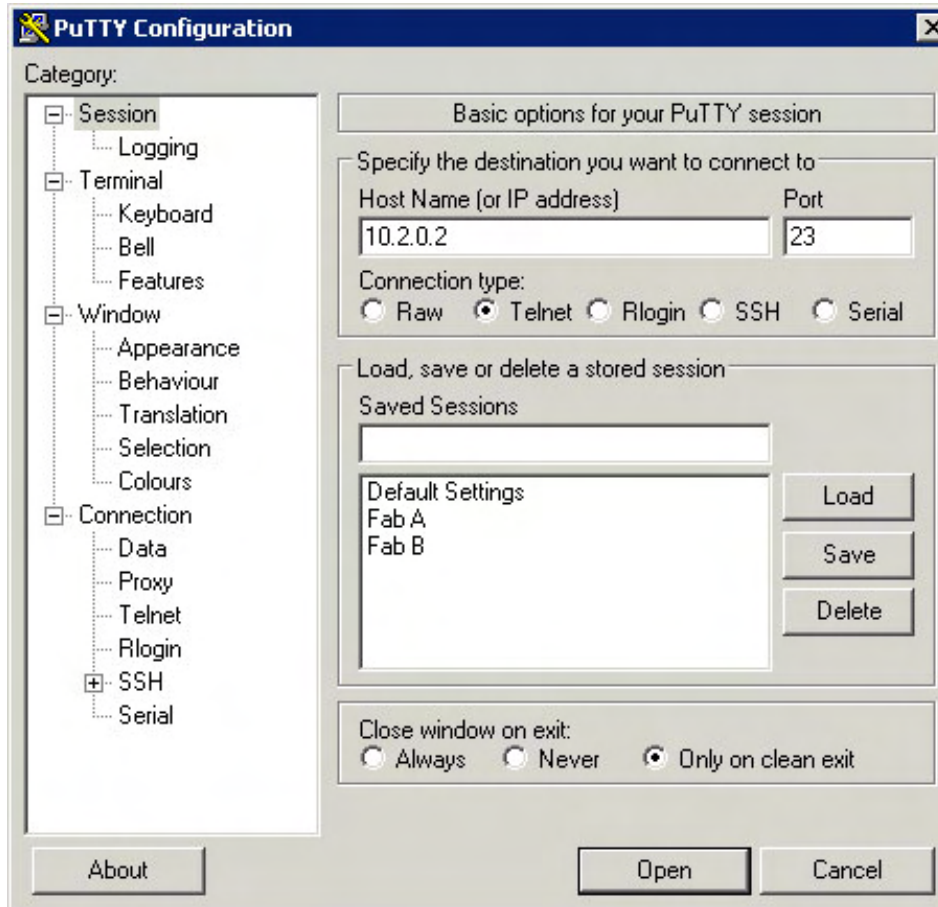 PuTTY Configuration
Category:
Session
Logging
Terminal
Keyboard
Bell
Features
Window
Appearance
Behaviour
Translation
Selection
Colours
Connection
Data
Proxy
Telnet
Rlogin
SSH
Serial
Basic options for your PuTTY session
Specify the destination you want to connect to
Host Name (or IP address) Port
10.2.0.2 23
Connection type:
Raw Telnet Rlogin SSH Serial
Load, save or delete a stored session
Saved Sessions
Default Settings
Fab A
Fab B
Load
Save
Delete
Close window on exit:
Always Never Only on clean exit
About Open Cancel